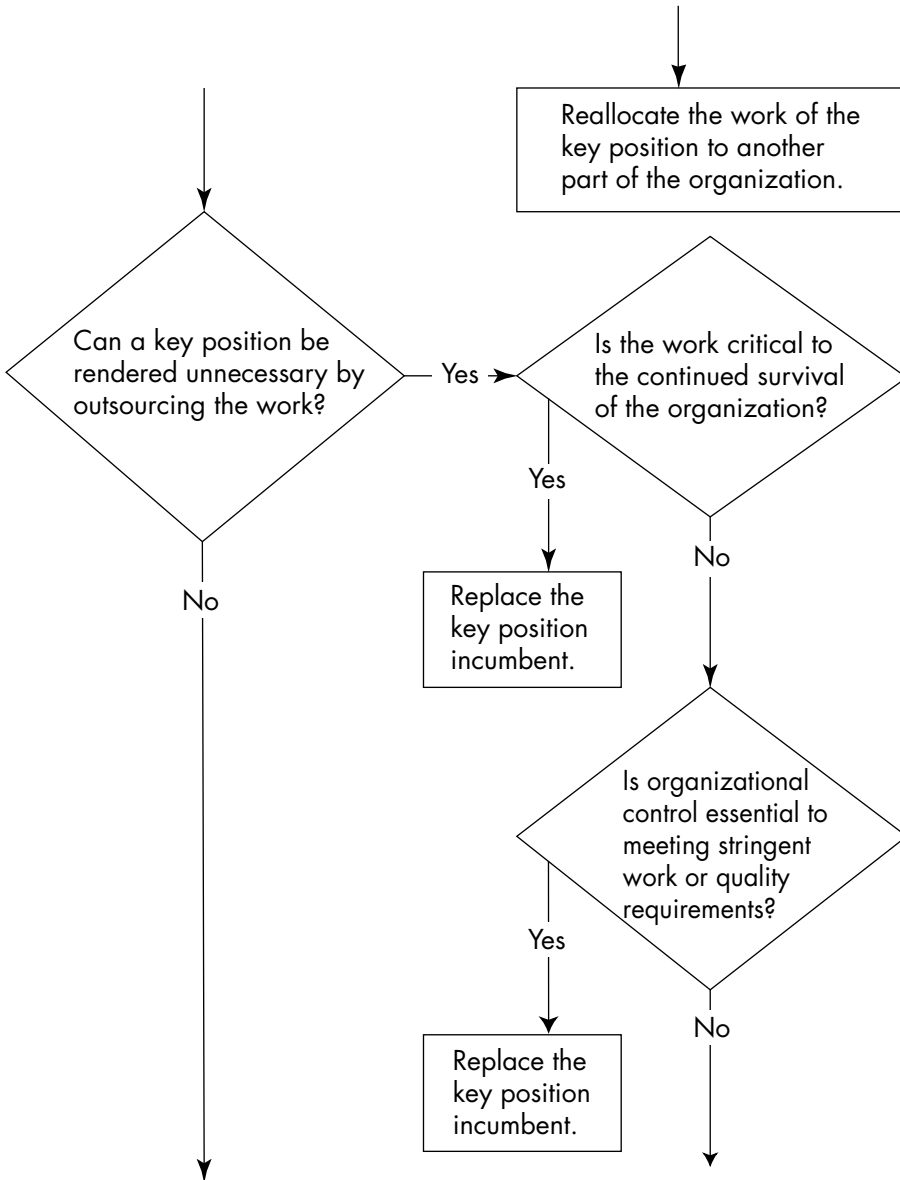 Reallocate the work of the
key position to another
part of the organization.
Can a key position be
rendered unnecessary by
outsourcing the work?
Yes
Is the work critical to
the continued survival
of the organization?
Yes
No
No
Replace the
key position
incumbent.
Is organizational
control essential to
meeting stringent
work or quality
requirements?
Yes
No
Replace the
key position
incumbent.